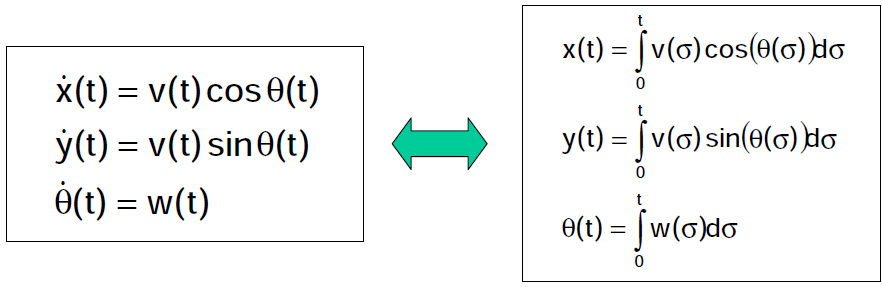 ẋ(t) = v(t) cos θ(t)
ẏ(t) = v(t) sin θ(t)
θ̇(t) = w(t)
x(t) = ∫₀ᵗ v(σ) cos(θ(σ))dσ
y(t) = ∫₀ᵗ v(σ) sin(θ(σ))dσ
θ(t) = ∫₀ᵗ w(σ)dσ